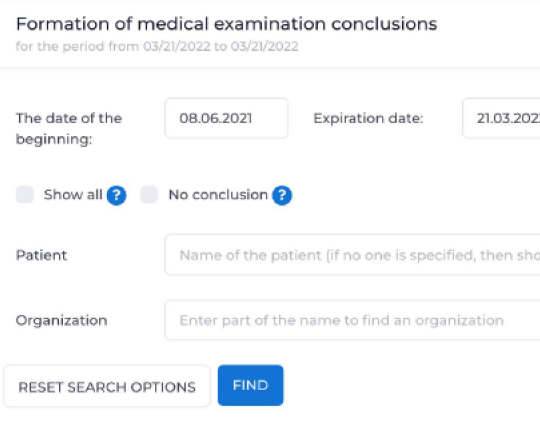 Formation of medical examination conclusions
for the period from 03/21/2022 to 03/21/2022
The date of the beginning: 08.06.2021 Expiration date: 21.03.202
Show all ? No conclusion ?
Patient Name of the patient (if no one is specified, then sho
Organization Enter part of the name to find an organization
RESET SEARCH OPTIONS FIND